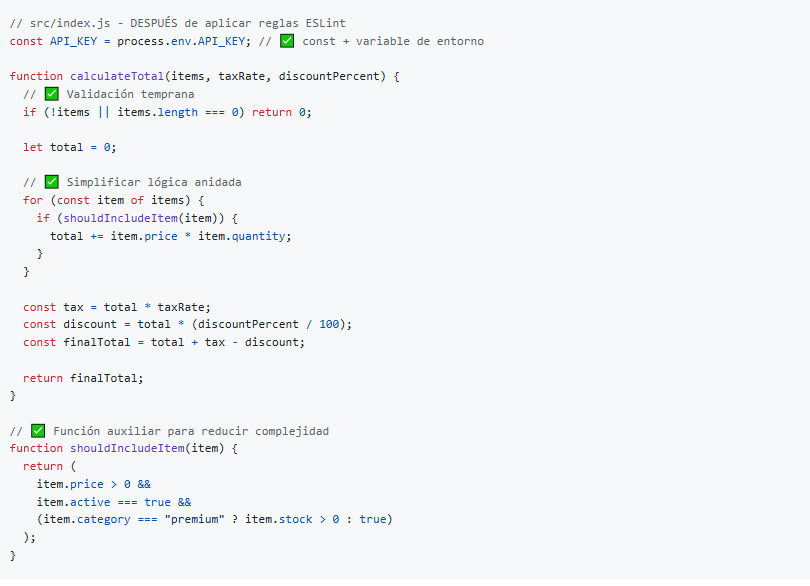 // src/index.js - DESPUÉS de aplicar reglas ESLint
const API_KEY = process.env.API_KEY; // ✅ const + variable de entorno
function calculateTotal(items, taxRate, discountPercent) {
// ✅ Validación temprana
if (!items || items.length === 0) return 0;
let total = 0;
// ✅ Simplificar lógica anidada
for (const item of items) {
if (shouldIncludeItem(item)) {
total += item.price * item.quantity;
}
}
const tax = total * taxRate;
const discount = total * (discountPercent / 100);
const finalTotal = total + tax - discount;
return finalTotal;
}
// ✅ Función auxiliar para reducir complejidad
function shouldIncludeItem(item) {
return (
item.price > 0 &&
item.active === true &&
(item.category === "premium" ? item.stock > 0 : true)
);
}